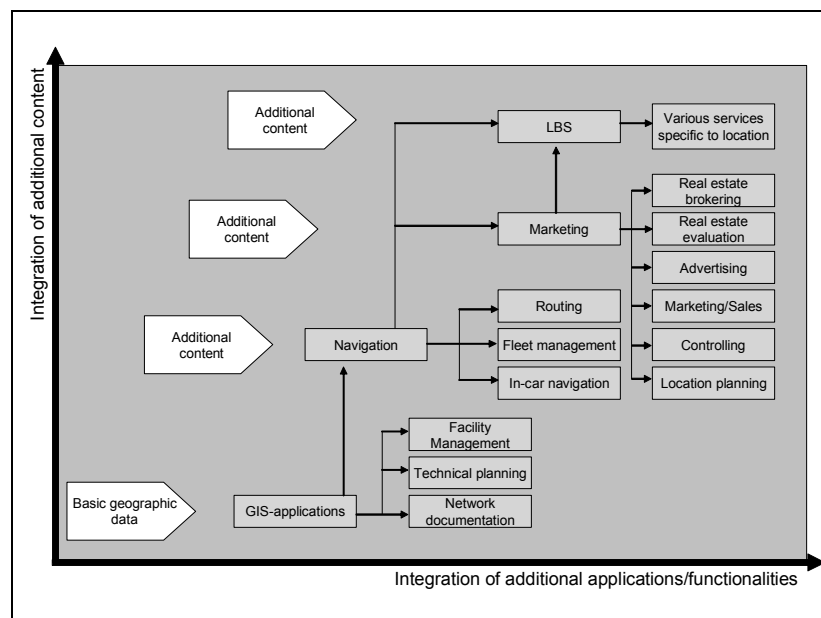 Integration of additional content
Additional
content
LBS
Various services
specific to location
Additional
content
Marketing
Real estate
brokering
Real estate
evaluation
Advertising
Marketing/Sales
Controlling
Location planning
Additional
content
Navigation
Routing
Fleet management
In-car navigation
Basic geographic
data
GIS-applications
Facility
Management
Technical planning
Network
documentation
Integration of additional applications/functionalities